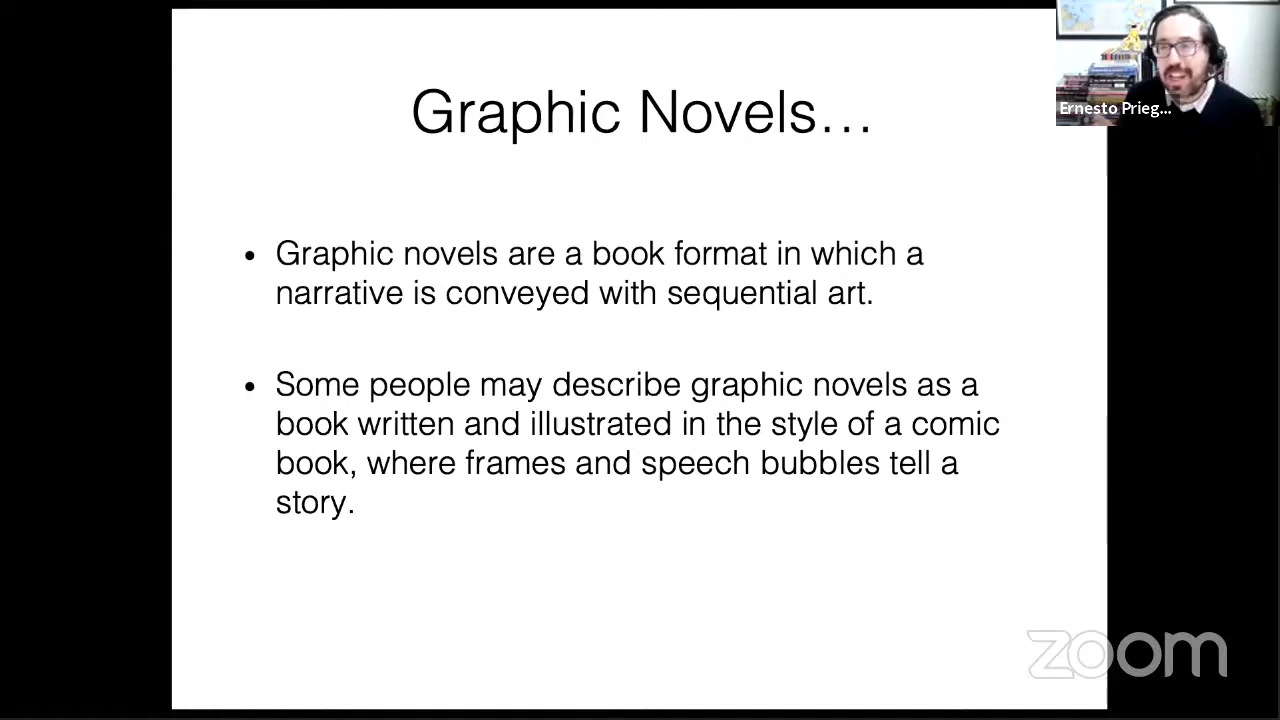 Graphic Novels…
• Graphic novels are a book format in which a
narrative is conveyed with sequential art.
• Some people may describe graphic novels as a
book written and illustrated in the style of a comic
book, where frames and speech bubbles tell a
story.
Ernesto Prieg...
zoom